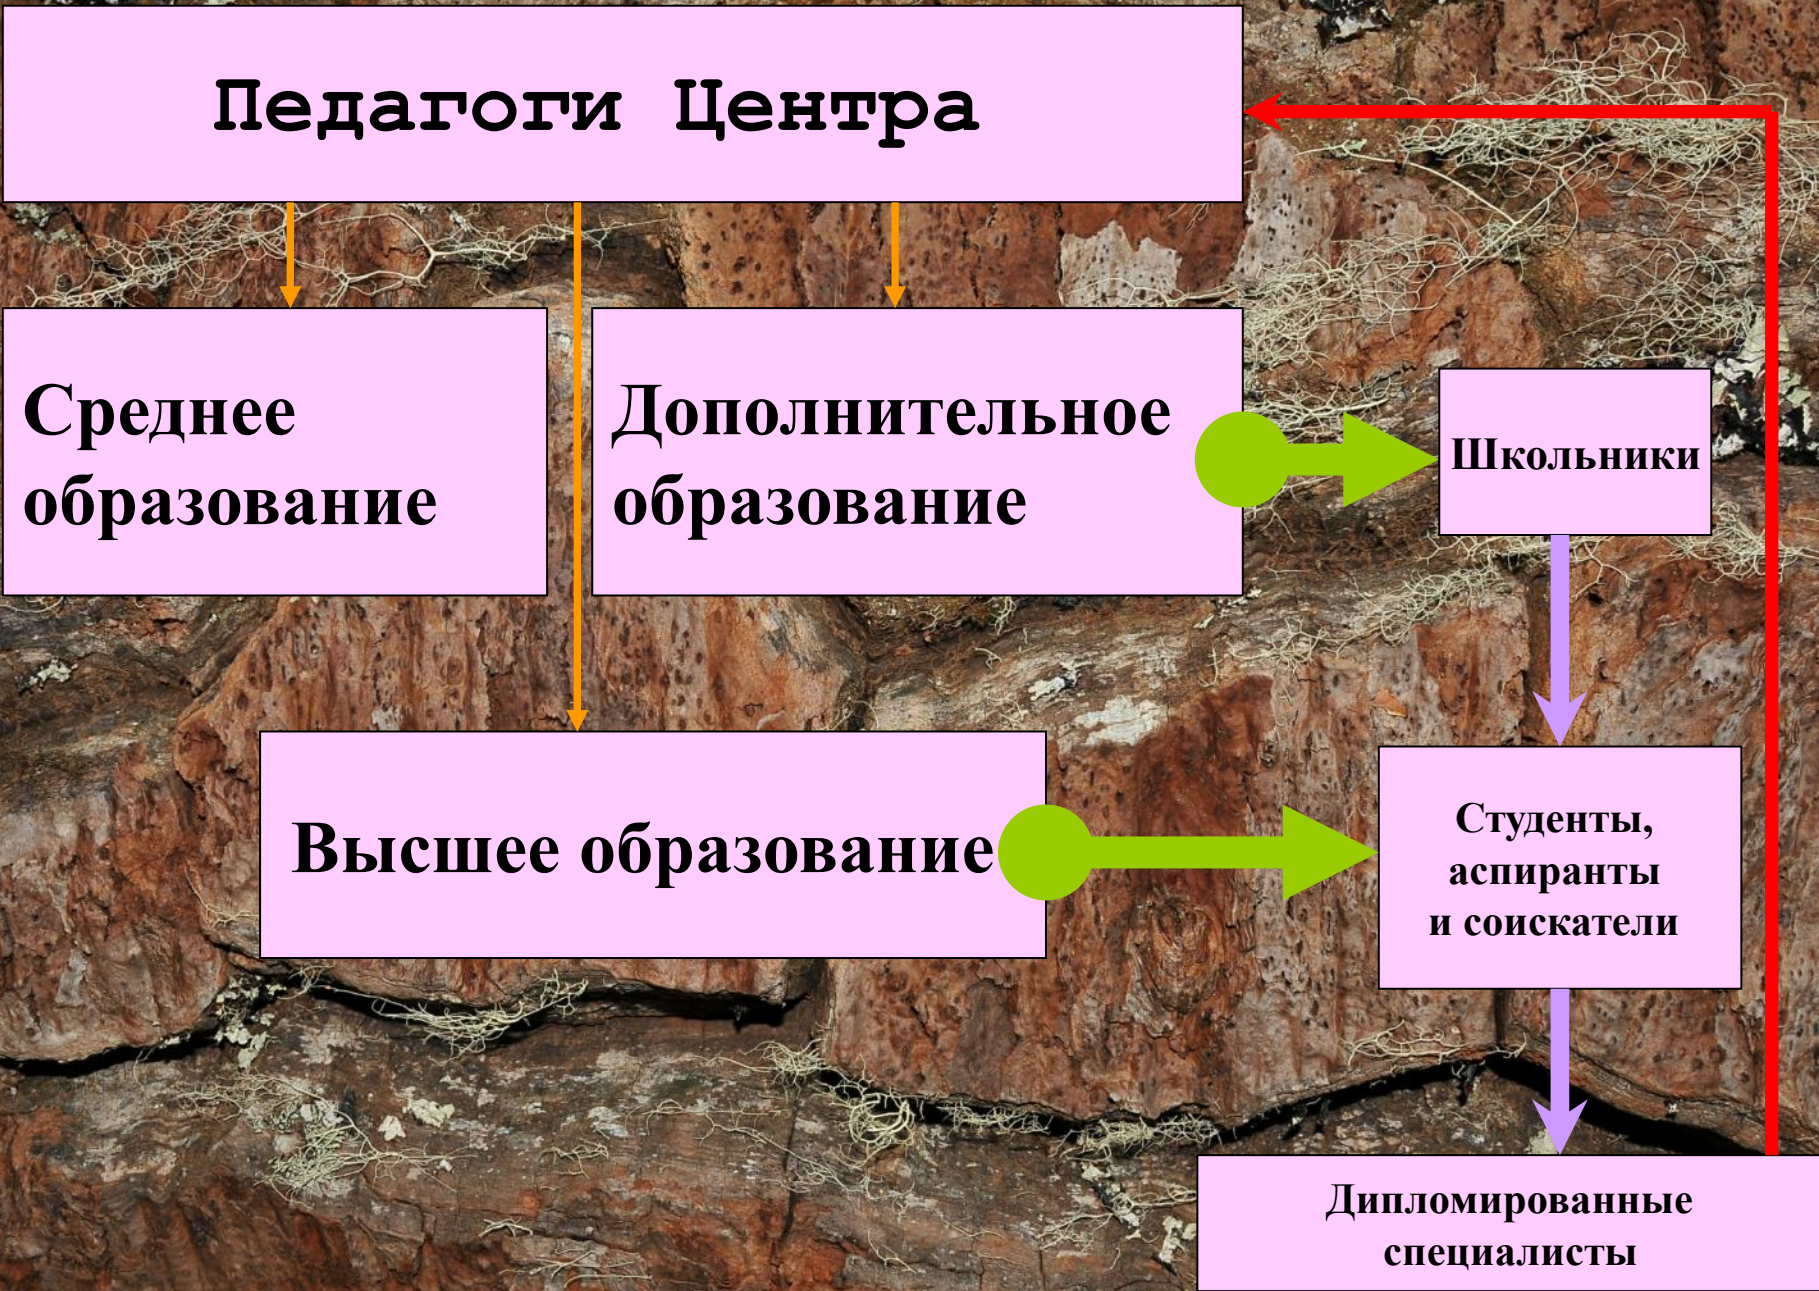 Педагоги Центра
Среднее
образование
Дополнительное
образование
Школьники
Высшее образование
Студенты,
аспиранты
и соискатели
Дипломированные
специалисты